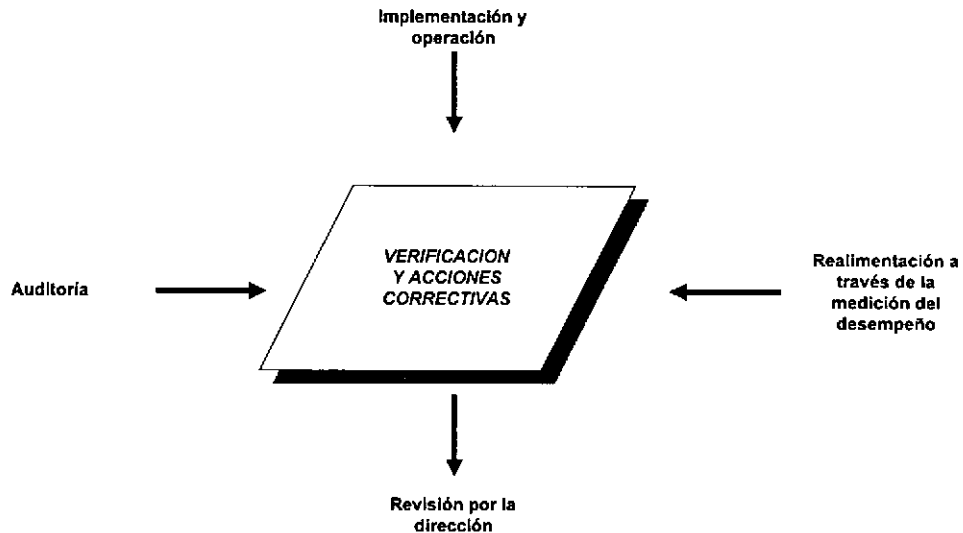 Implementación y
operación
VERIFICACION
Y ACCIONES
CORRECTIVAS
Auditoría
Realimentación a
través de la
medición del
desempeño
Revisión por la
dirección